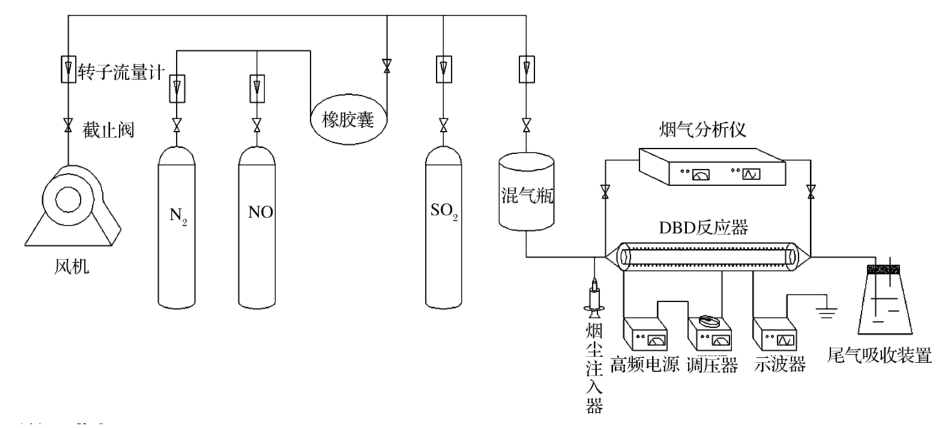 转子流量计
截止阀
橡胶囊
烟气分析仪
N2
NO
SO2
混气瓶
DBD反应器
风机
烟尘注入器
高频电源
调压器
示波器
尾气吸收装置